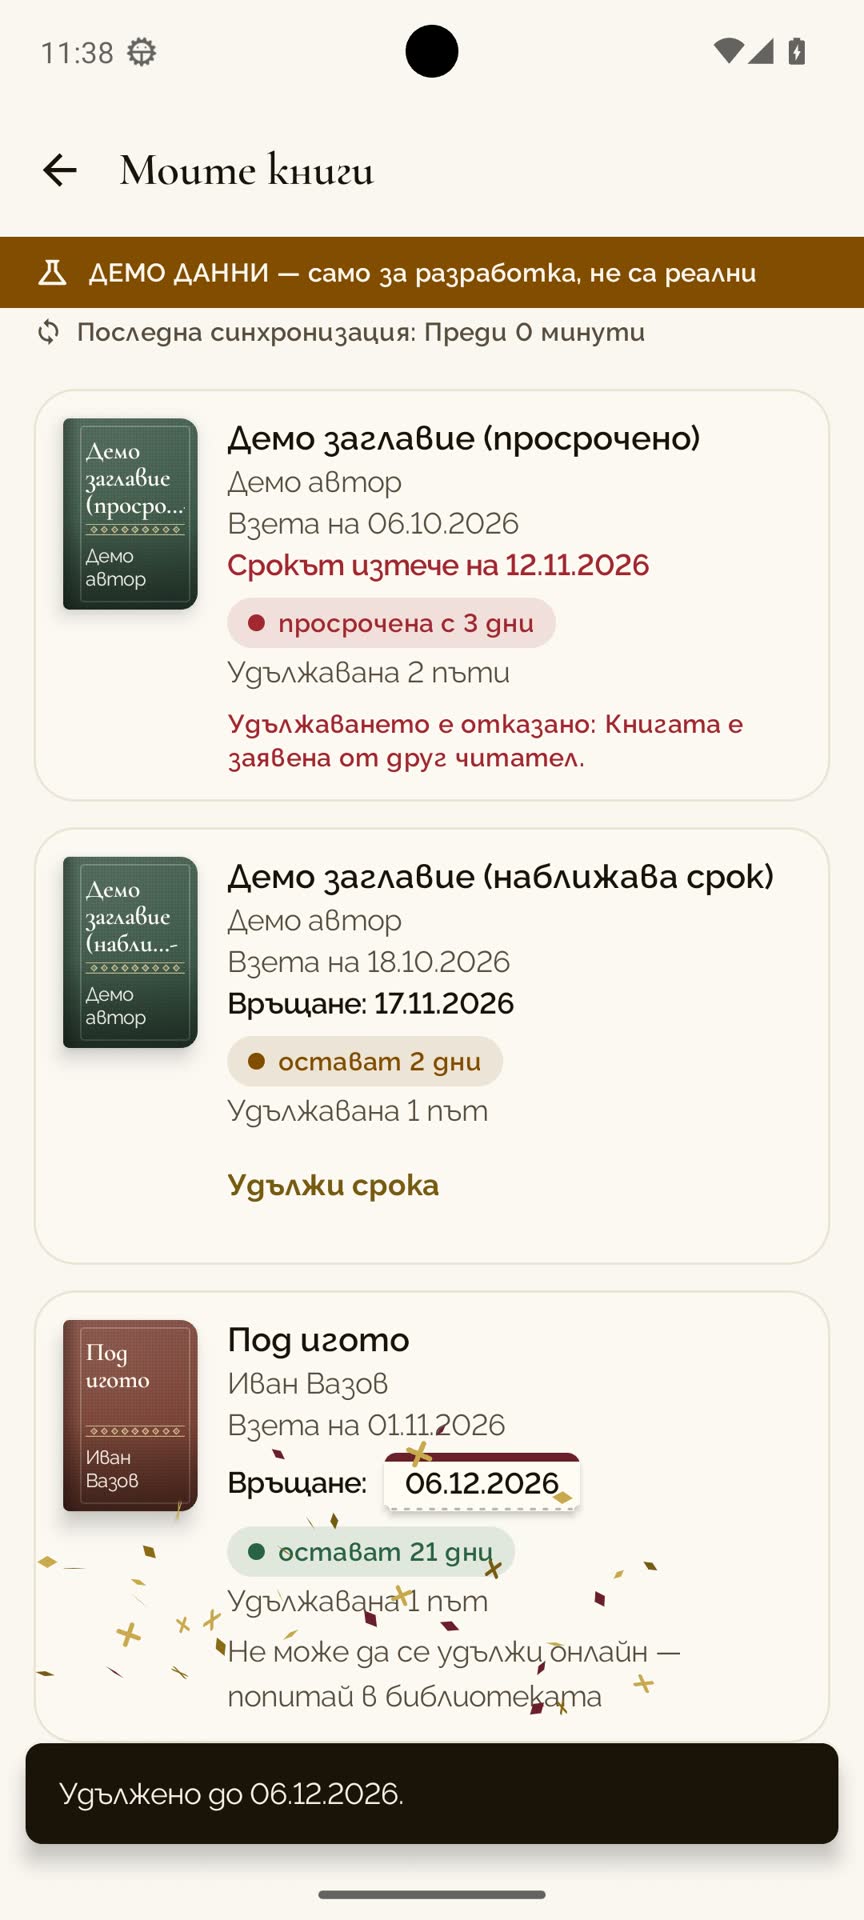 11:38
Моите книги
ДЕМО ДАННИ — само за разработка, не са реални
Последна синхронизация: Преди 0 минути
Демо
заглавие
(просро...
Демо
автор
Демо заглавие (просрочено)
Демо автор
Взета на 06.10.2026
Срокът изтече на 12.11.2026
просрочена с 3 дни
Удължавана 2 пъти
Удължаването е отказано: Книгата е
заявена от друг читател.
Демо
заглавие
(набли...-
Демо
автор
Демо заглавие (наближава срок)
Демо автор
Взета на 18.10.2026
Връщане: 17.11.2026
остават 2 дни
Удължавана 1 път
Удължи срока
Под
игото
Иван
Вазов
Под игото
Иван Вазов
Взета на 01.11.2026
Връщане: 06.12.2026
остават 21 дни
Удължавана 1 път
Не може да се удължи онлайн —
попитай в библиотеката
Удължено до 06.12.2026.